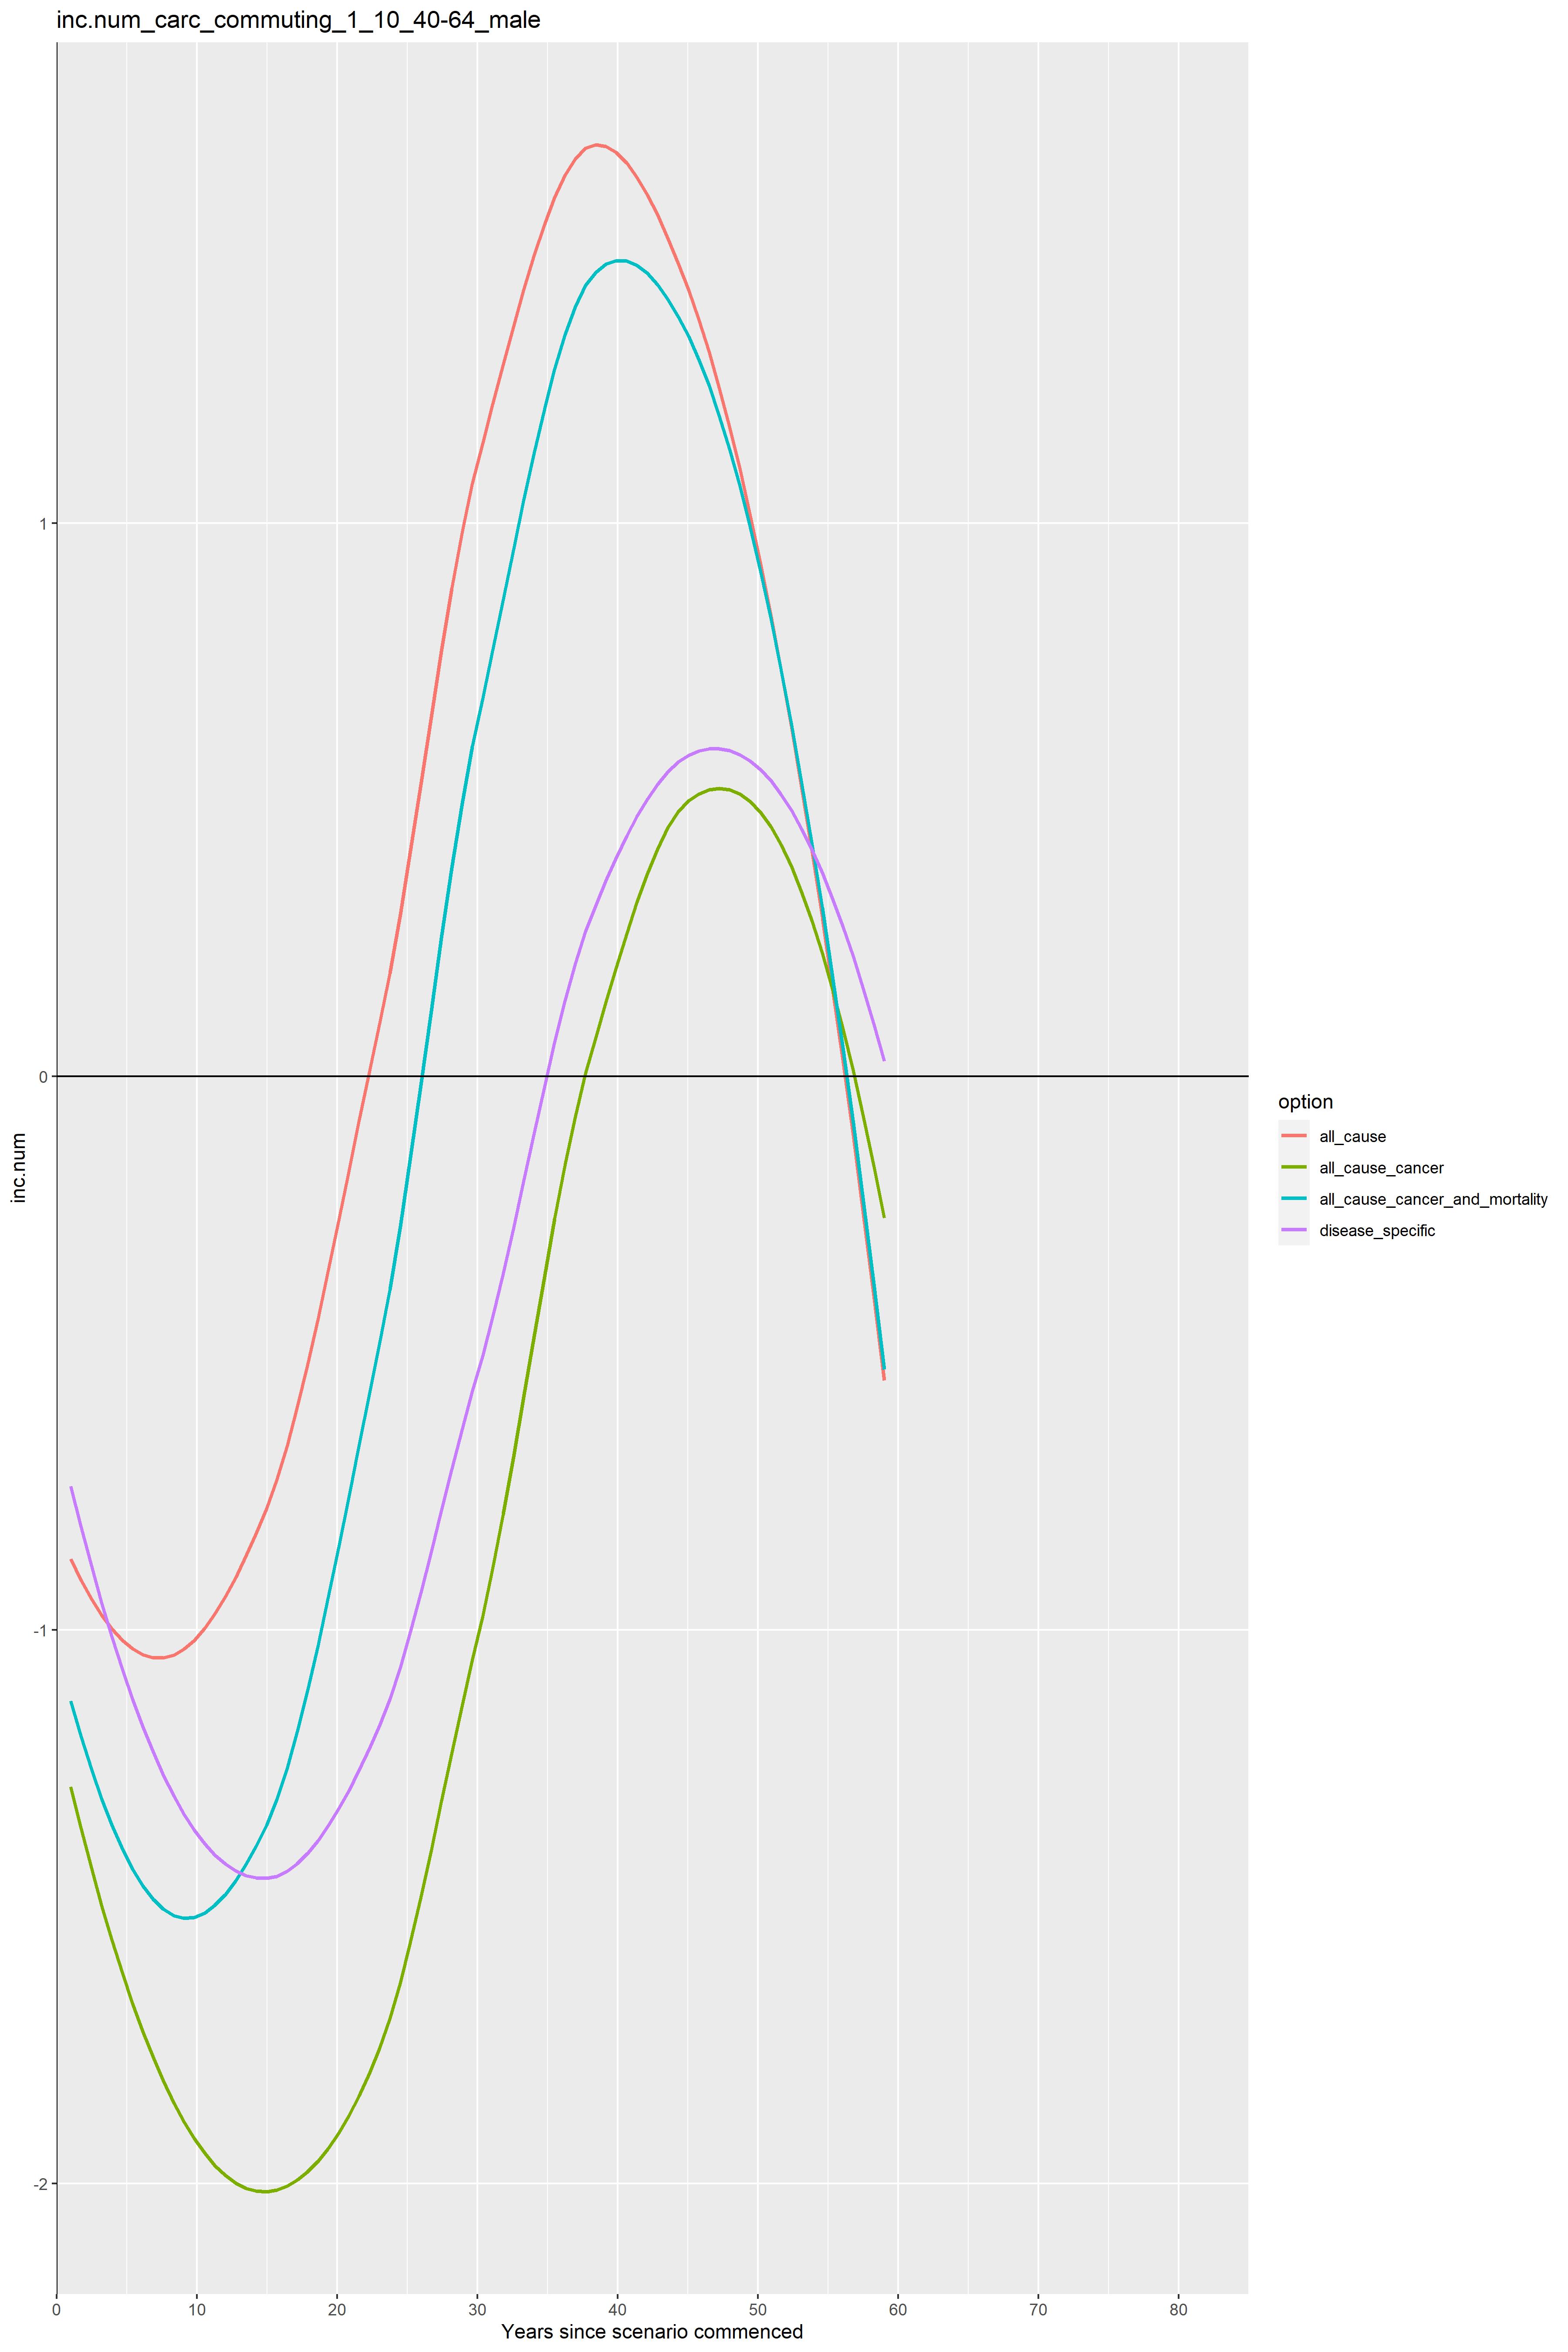 inc.num_carc_commuting_1_10_40-64_male
1
0
-1
-2
inc.num
0 10 20 30 40 50 60 70 80
Years since scenario commenced
option
all_cause
all_cause_cancer
all_cause_cancer_and_mortality
disease_specific